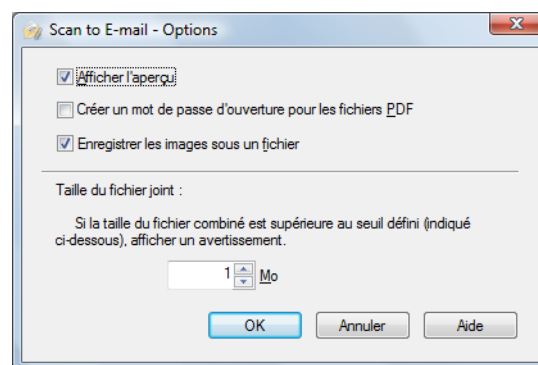 Scan to E-mail - Options
Afficher l'aperçu
Créer un mot de passe d'ouverture pour les fichiers PDF
Enregistrer les images sous un fichier
Taille du fichier joint :
Si la taille du fichier combiné est supérieure au seuil défini (indiqué
ci-dessous), afficher un avertissement.
1 Mo
OK Annuler Aide